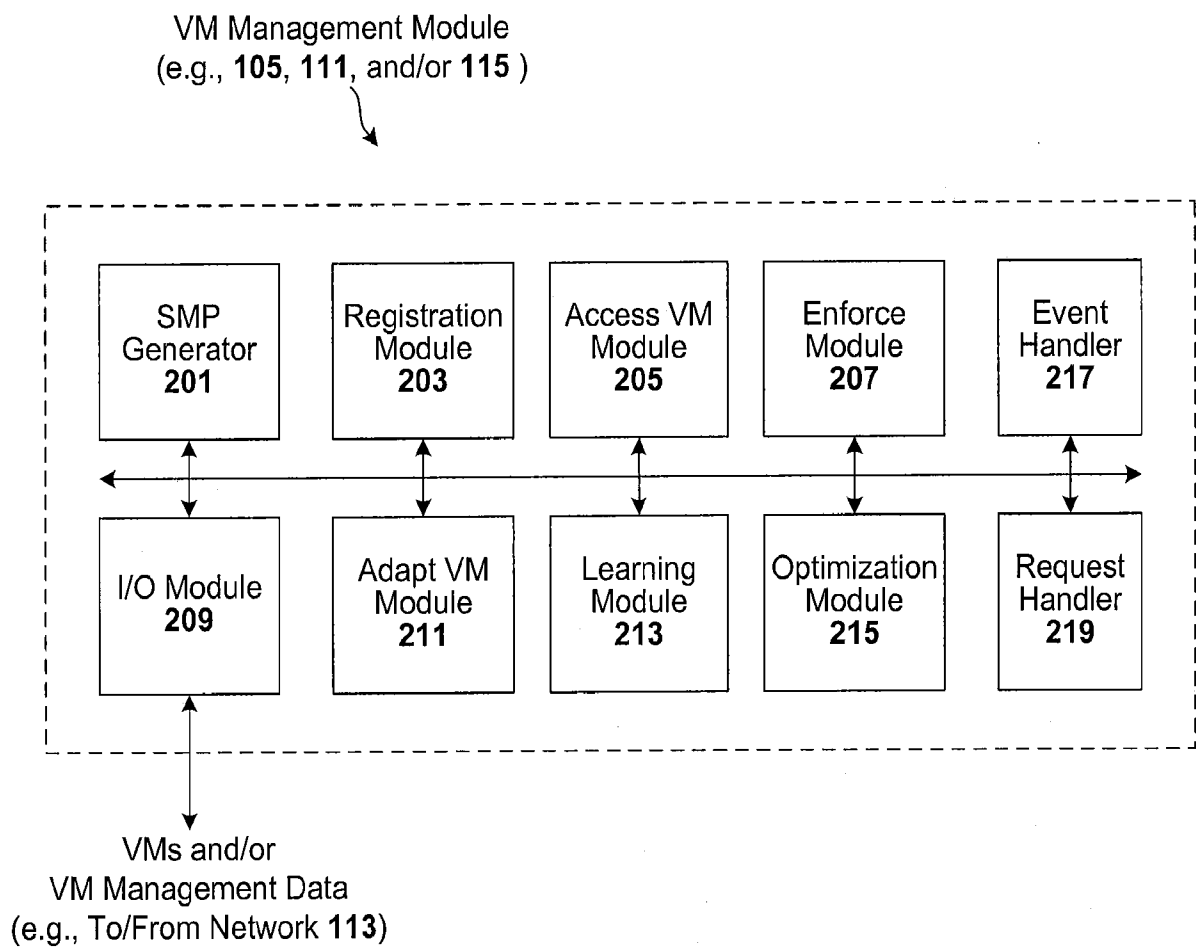 VM Management Module
(e.g., 105, 111, and/or 115 )
SMP
Generator
201
Registration
Module
203
Access VM
Module
205
Enforce
Module
207
Event
Handler
217
I/O Module
209
Adapt VM
Module
211
Learning
Module
213
Optimization
Module
215
Request
Handler
219
VMs and/or
VM Management Data
(e.g., To/From Network 113)